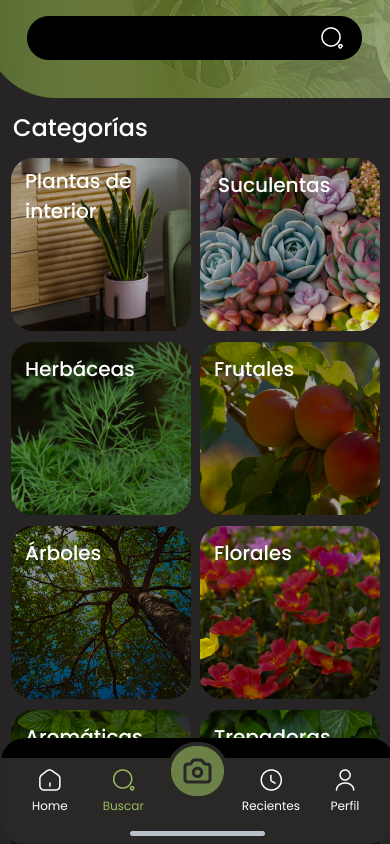 Categorías
Plantas de
interior
Suculentas
Herbáceas
Frutales
Árboles
Florales
Aromáticas
Trepadoras
Home
Buscar
Recientes
Perfil